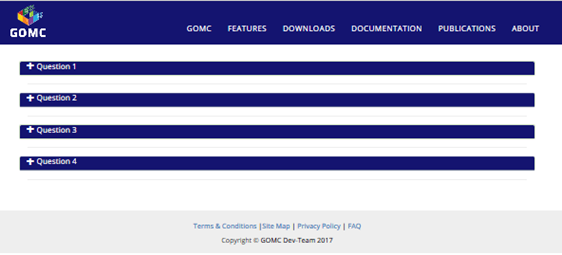 GOMC
GOMC FEATURES DOWNLOADS DOCUMENTATION PUBLICATIONS ABOUT
+ Question 1
+ Question 2
+ Question 3
+ Question 4
Terms & Conditions |Site Map | Privacy Policy | FAQ
Copyright © GOMC Dev-Team 2017